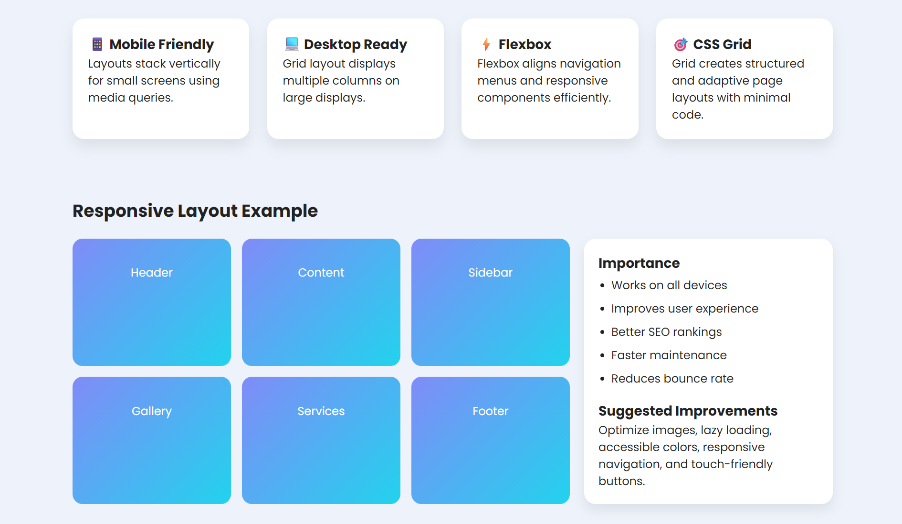 📱 Mobile Friendly
Layouts stack vertically
for small screens using
media queries.
💻 Desktop Ready
Grid layout displays
multiple columns on
large displays.
⚡ Flexbox
Flexbox aligns navigation
menus and responsive
components efficiently.
🎯 CSS Grid
Grid creates structured
and adaptive page
layouts with minimal
code.
Responsive Layout Example
Header
Content
Sidebar
Gallery
Services
Footer
Importance
• Works on all devices
• Improves user experience
• Better SEO rankings
• Faster maintenance
• Reduces bounce rate
Suggested Improvements
Optimize images, lazy loading,
accessible colors, responsive
navigation, and touch-friendly
buttons.